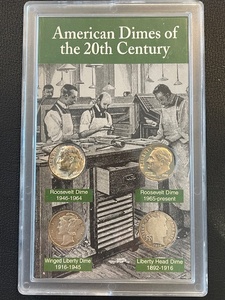 American Dimes of
the 20th Century
Roosevelt Dime
1946-1964
Roosevelt Dime
1965-present
Winged Liberty Dime
1916-1945
Liberty Head Dime
1892-1916